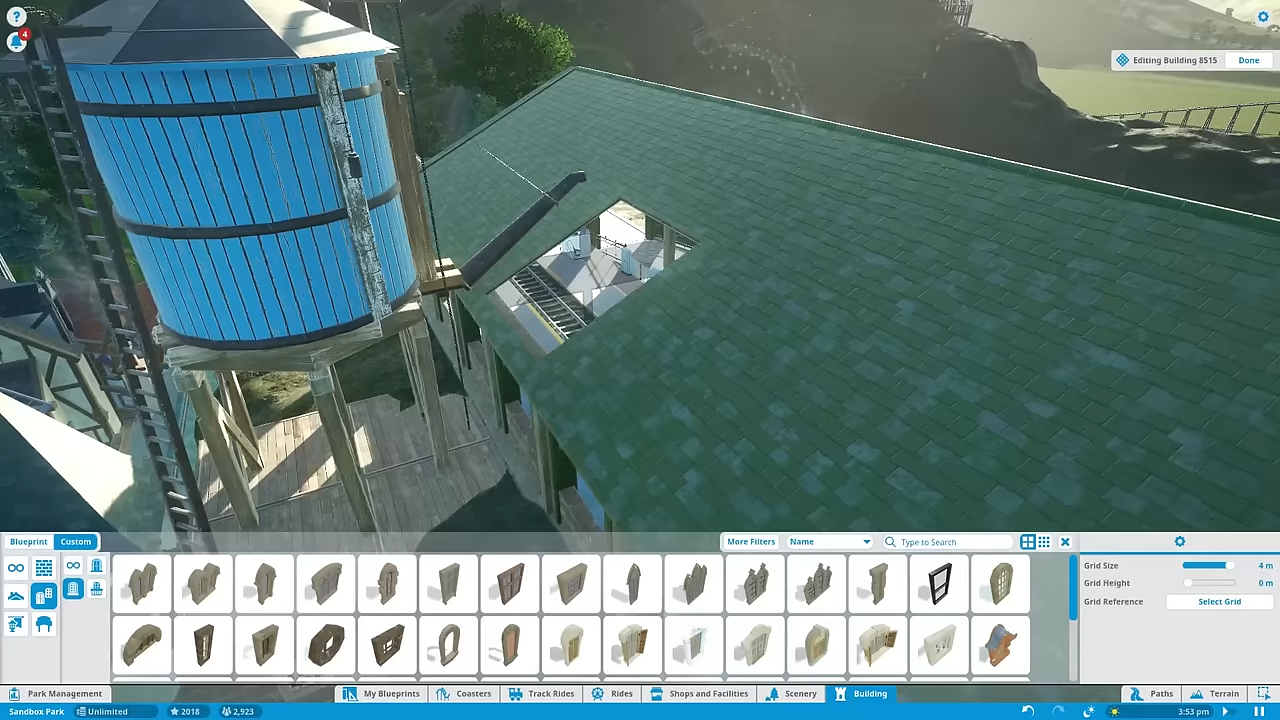 ?
4
Editing Building 8515 Done
Blueprint Custom More Filters Name Type to Search
Grid Size 4 m
Grid Height 0 m
Grid Reference Select Grid
Park Management My Blueprints Coasters Track Rides Rides Shops and Facilities Scenery Building Paths Terrain
Sandbox Park Unlimited 2018 2,923 3:53 pm